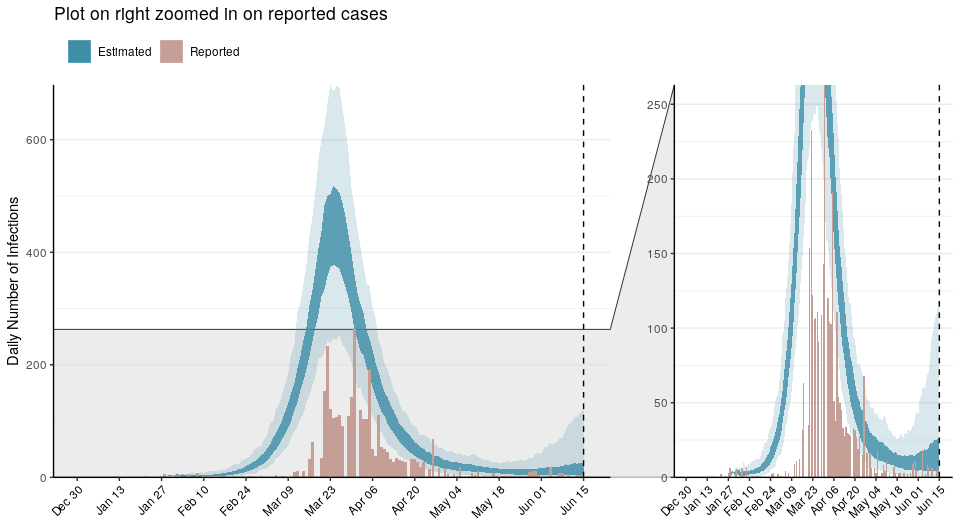 Plot on right zoomed in on reported cases
Estimated Reported
Daily Number of Infections
600
400
200
0
Dec 30 Jan 13 Jan 27 Feb 10 Feb 24 Mar 09 Mar 23 Apr 06 Apr 20 May 04 May 18 Jun 01 Jun 15
250
200
150
100
50
0
Dec 30 Jan 13 Jan 27 Feb 10 Feb 24 Mar 09 Mar 23 Apr 06 Apr 20 May 04 May 18 Jun 01 Jun 15